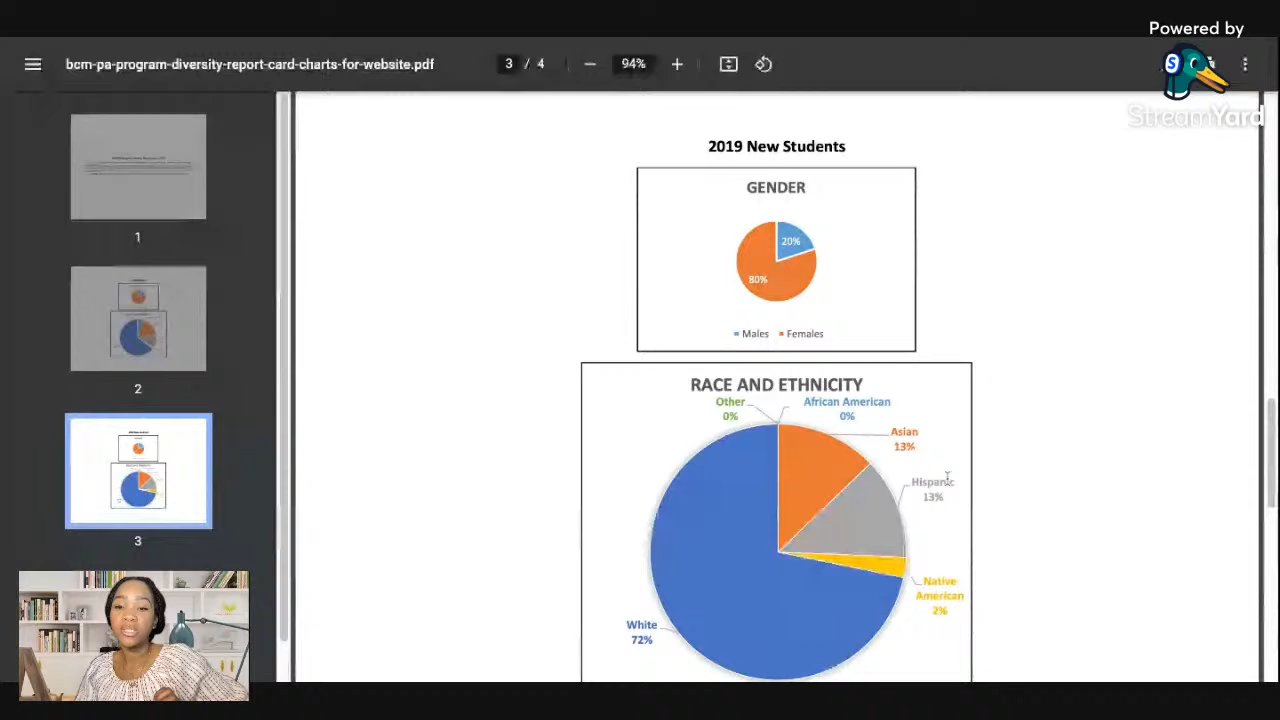 Powered by
StreamYard
bcm-pa-program-diversity-report-card-charts-for-website.pdf
3 / 4
94%
1
2
3
2019 New Students
GENDER
20%
80%
Males Females
RACE AND ETHNICITY
Other
0%
African American
0%
Asian
13%
Hispanic
13%
Native
American
2%
White
72%